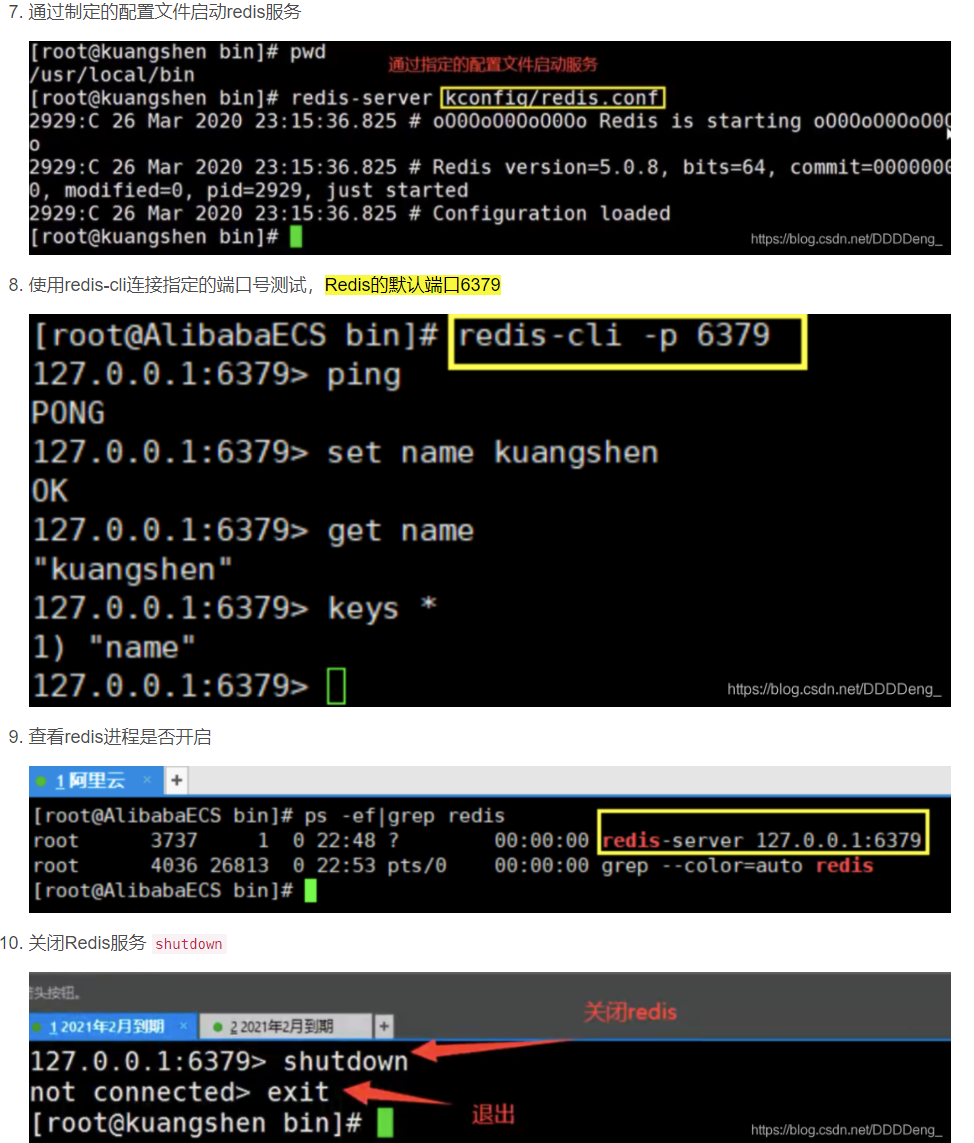 7. 通过制定的配置文件启动redis服务
[root@kuangshen bin]# pwd
通过指定的配置文件启动服务
/usr/local/bin
[root@kuangshen bin]# redis-server kconfig/redis.conf
2929:C 26 Mar 2020 23:15:36.825 # oO0OoO0OoO0Oo Redis is starting oO0OoO0OoO0O
o
2929:C 26 Mar 2020 23:15:36.825 # Redis version=5.0.8, bits=64, commit=0000000
0, modified=0, pid=2929, just started
2929:C 26 Mar 2020 23:15:36.825 # Configuration loaded
[root@kuangshen bin]#
https://blog.csdn.net/DDDDeng_
8. 使用redis-cli连接指定的端口号测试，Redis的默认端口6379
[root@AlibabaECS bin]# redis-cli -p 6379
127.0.0.1:6379> ping
PONG
127.0.0.1:6379> set name kuangshen
OK
127.0.0.1:6379> get name
"kuangshen"
127.0.0.1:6379> keys *
1) "name"
127.0.0.1:6379>
https://blog.csdn.net/DDDDeng_
9. 查看redis进程是否开启
1 阿里云 × +
[root@AlibabaECS bin]# ps -ef|grep redis
root 3737 1 0 22:48 ? 00:00:00 redis-server 127.0.0.1:6379
root 4036 26813 0 22:53 pts/0 00:00:00 grep --color=auto redis
[root@AlibabaECS bin]#
10. 关闭Redis服务 shutdown
头按钮。
关闭redis
1 2021年2月到期 × 2 2021年2月到期 +
127.0.0.1:6379> shutdown
not connected> exit
退出
[root@kuangshen bin]#
https://blog.csdn.net/DDDDeng_